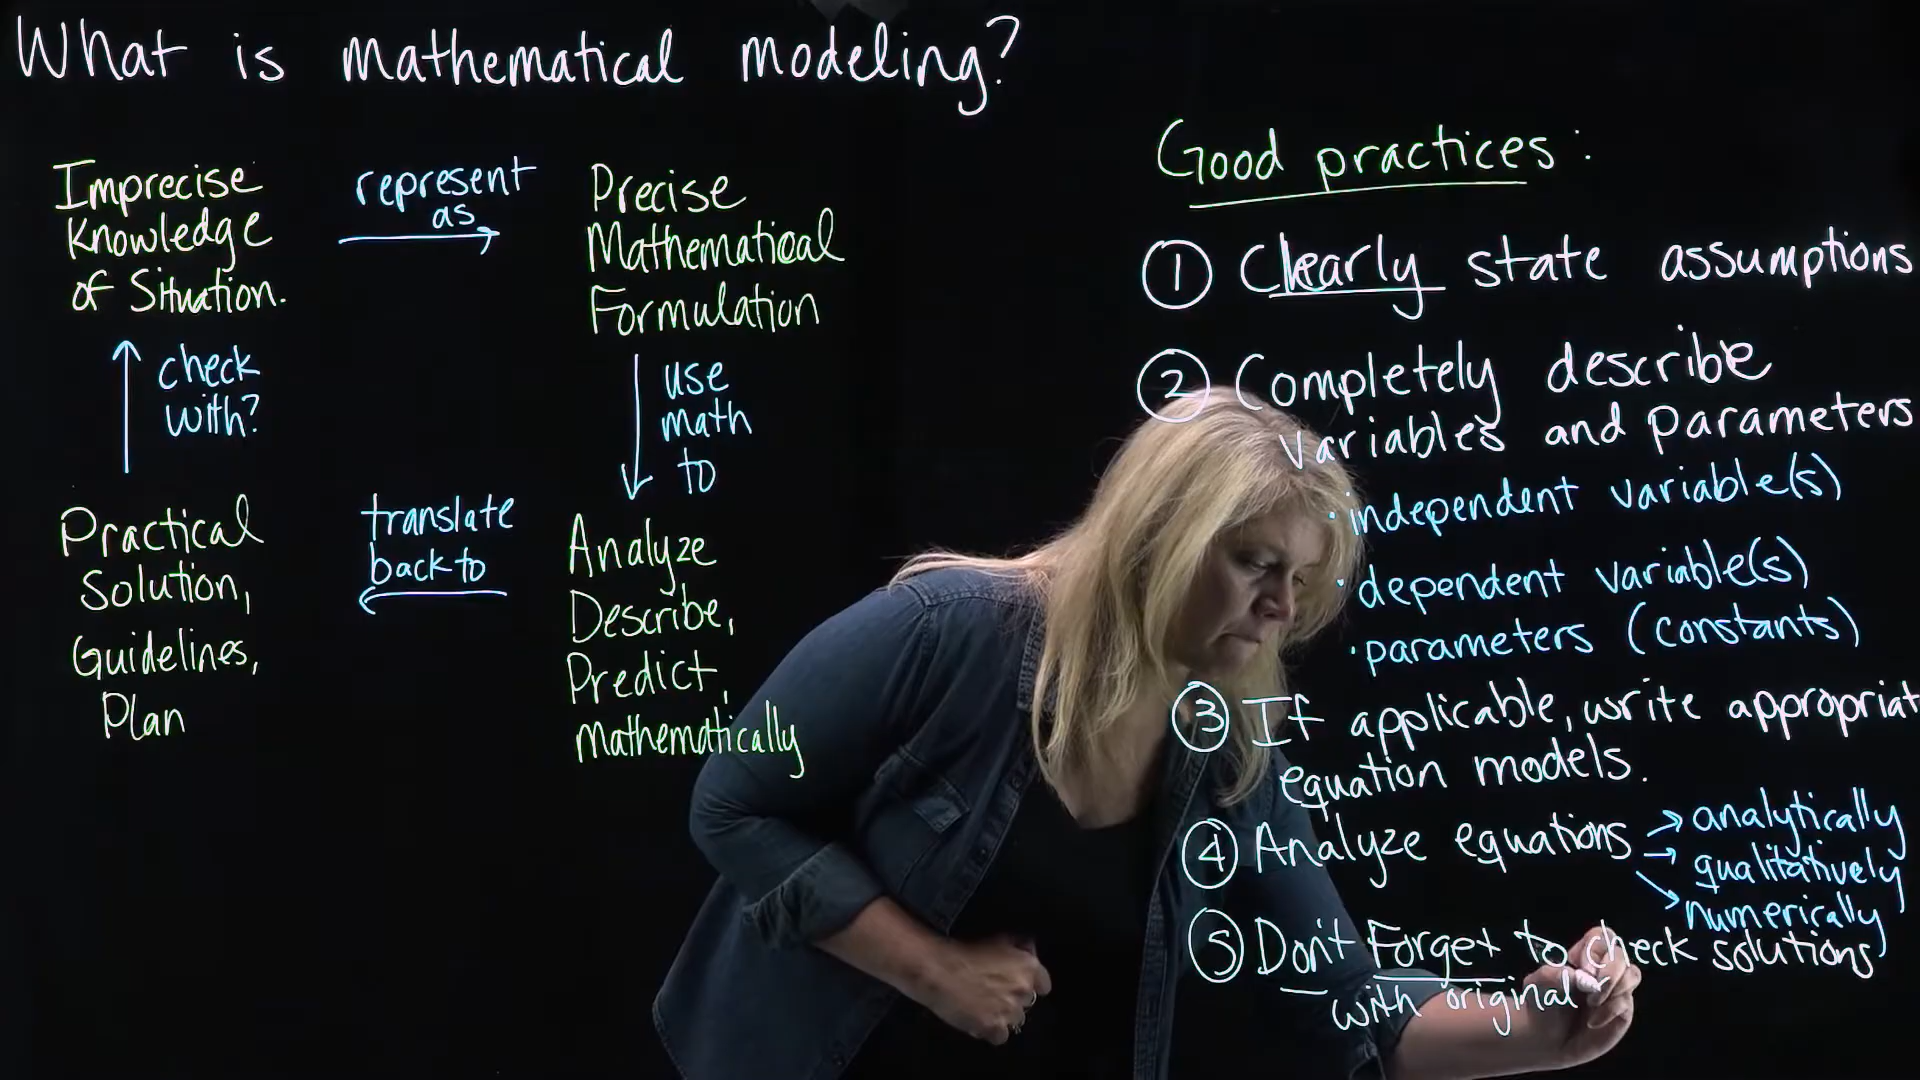 What is mathematical modeling?
Imprecise
Knowledge
of Situation.
represent
as
Precise
Mathematical
Formulation
check
with?
use
math
to
Practical
Solution,
Guidelines,
Plan
translate
back to
Analyze
Describe,
Predict,
Mathematically
Good practices:
1 Clearly state assumptions
2 Completely describe
variables and parameters
· independent variable(s)
· dependent variable(s)
· parameters (constants)
3 If applicable, write appropriat
equation models.
4 Analyze equations → analytically
→ qualitatively
→ numerically
5 Don't Forget to check solutions
with original